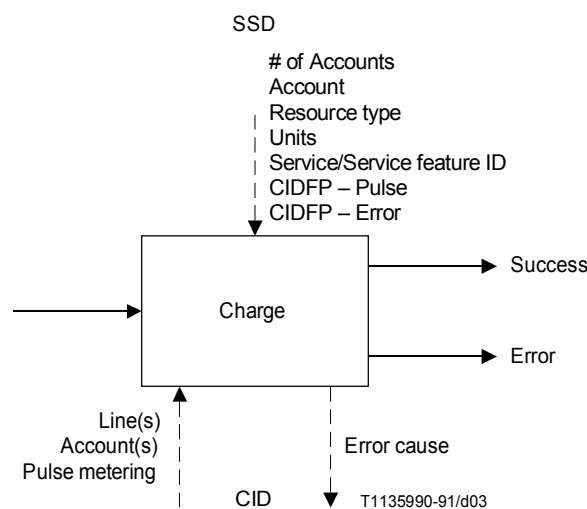 SSD
# of Accounts
Account
Resource type
Units
Service/Service feature ID
CIDFP – Pulse
CIDFP – Error
Charge
Success
Error
Line(s)
Account(s)
Pulse metering
Error cause
CID
T1135990-91/d03